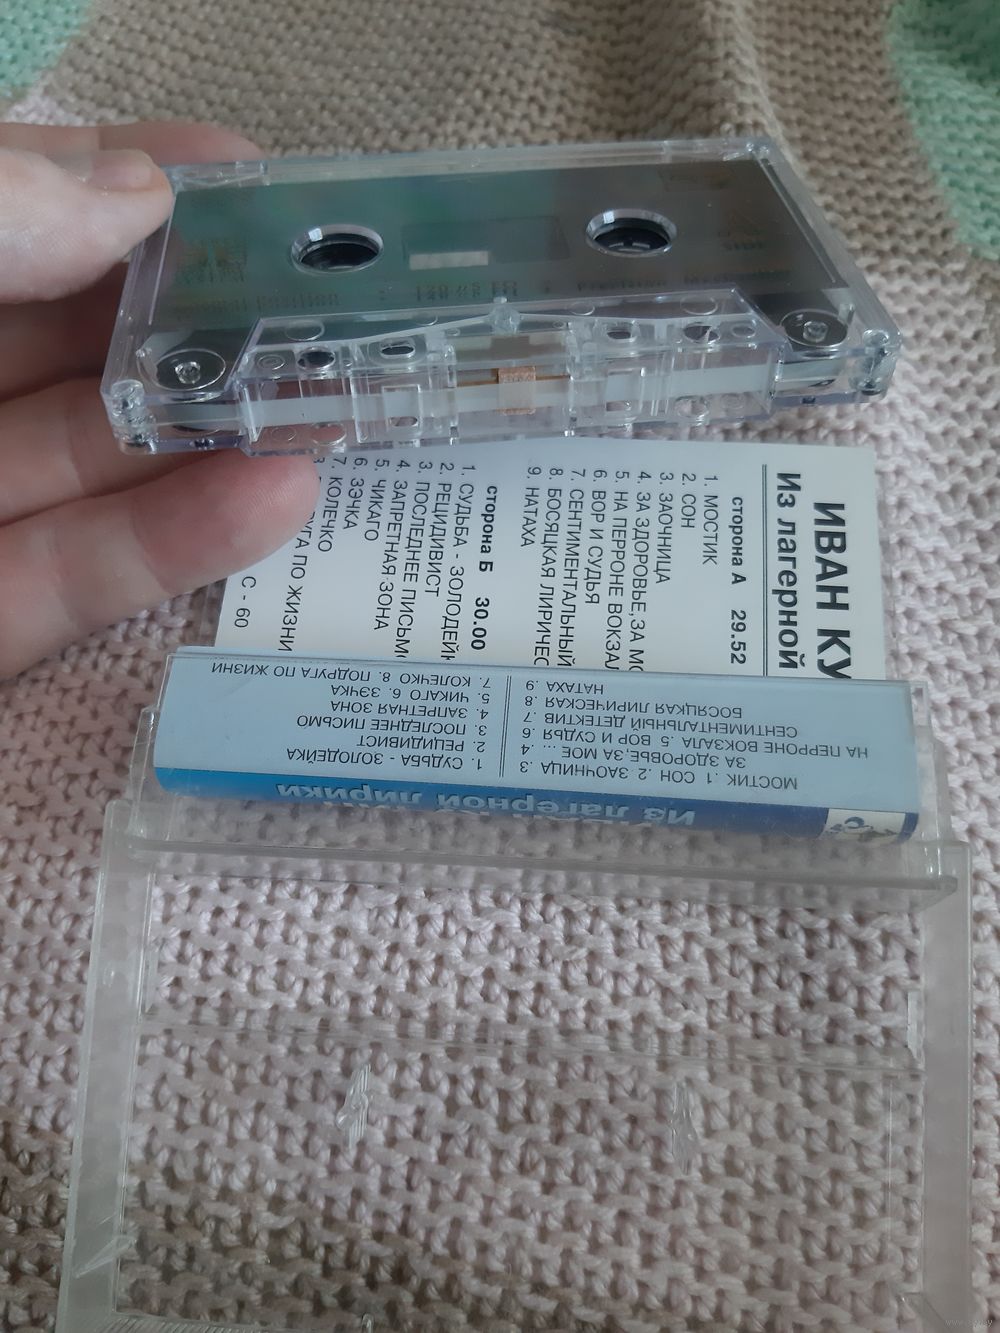 ИВАН КУ
Из лагерной
сторона А 29.52
1. МОСТИК
2. СОН
3. ЗАОЧНИЦА
4. ЗА ЗДОРОВЬЕ,ЗА МО
5. НА ПЕРРОНЕ ВОКЗАЛ
6. ВОР И СУДЬЯ
7. СЕНТИМЕНТАЛЬНЫЙ
8. БОСЯЦКАЯ ЛИРИЧЕС
9. НАТАХА
сторона Б 30.00
1. СУДЬБА - ЗОЛОДЕЙК
2. РЕЦИДИВИСТ
3. ПОСЛЕДНЕЕ ПИСЬМО
4. ЗАПРЕТНАЯ ЗОНА
5. ЧИКАГО
6. ЗЭЧКА
7. КОЛЕЧКО
РУГА ПО ЖИЗНИ
С - 60
Из лагерной лирики
МОСТИК .1 СОН .2 ЗАОЧНИЦА .3
ЗА ЗДОРОВЬЕ,ЗА МОЕ ... .4
НА ПЕРРОНЕ ВОКЗАЛА .5 ВОР И СУДЬЯ .6
СЕНТИМЕНТАЛЬНЫЙ ДЕТЕКТИВ .7
БОСЯЦКАЯ ЛИРИЧЕСКАЯ .8
НАТАХА .9
1. СУДЬБА - ЗОЛОДЕЙКА
2. РЕЦИДИВИСТ
3. ПОСЛЕДНЕЕ ПИСЬМО
4. ЗАПРЕТНАЯ ЗОНА
5. ЧИКАГО 6. ЗЭЧКА
7. КОЛЕЧКО 8. ПОДРУГА ПО ЖИЗНИ